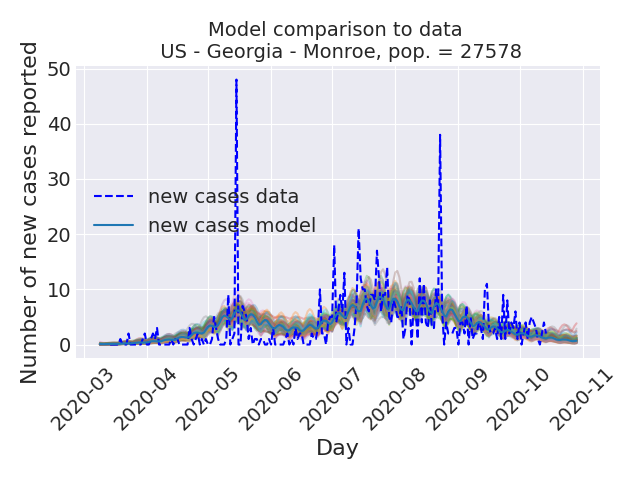 Model comparison to data
US - Georgia - Monroe, pop. = 27578
Number of new cases reported
50
40
30
20
10
0
new cases data
new cases model
2020-03
2020-04
2020-05
2020-06
2020-07
2020-08
2020-09
2020-10
2020-11
Day